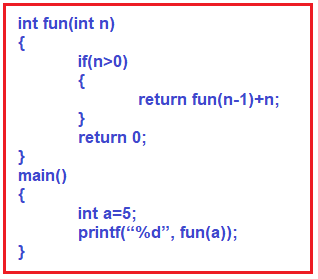 int fun(int n)
{
if(n>0)
{
return fun(n-1)+n;
}
return 0;
}
main()
{
int a=5;
printf(“%d”, fun(a));
}